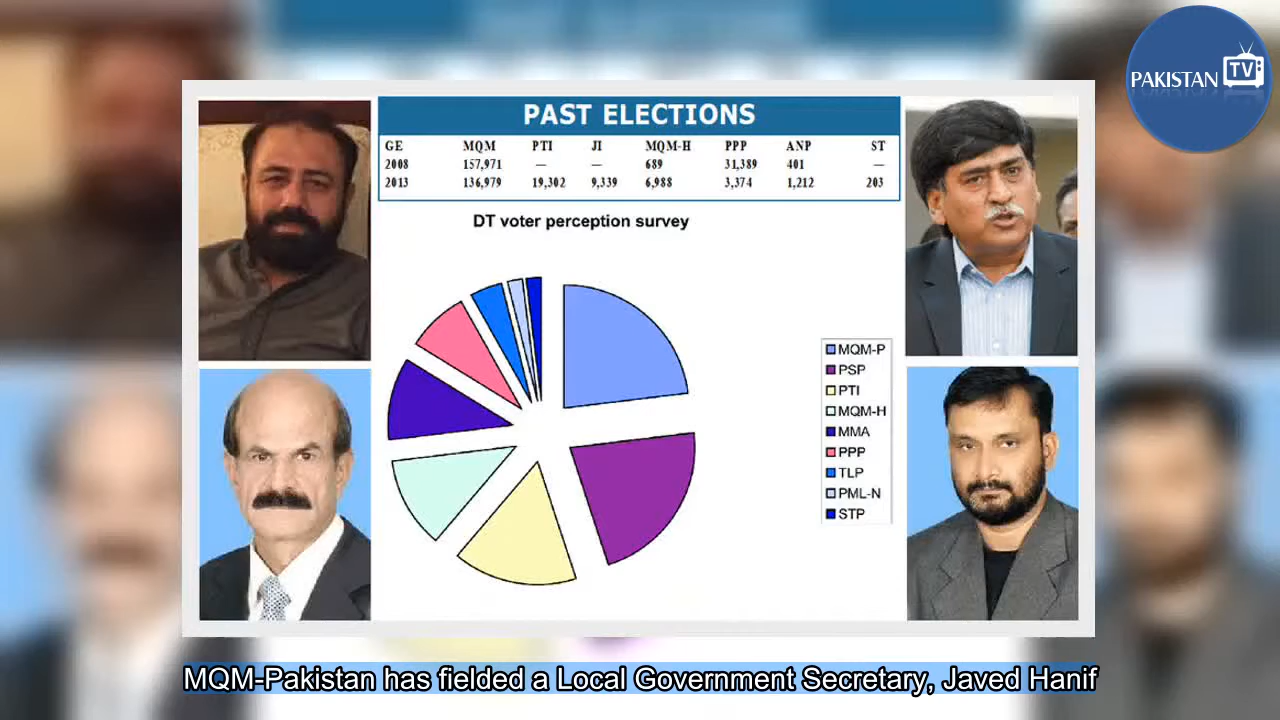 PAKISTAN TV
PAST ELECTIONS
GE MQM PTI JI MQM-H PPP ANP ST
2008 157,971 — — 689 31,389 401 —
2013 136,979 19,302 9,339 6,988 3,374 1,212 203
DT voter perception survey
MQM-P
PSP
PTI
MQM-H
MMA
PPP
TLP
PML-N
STP
MQM-Pakistan has fielded a Local Government Secretary, Javed Hanif